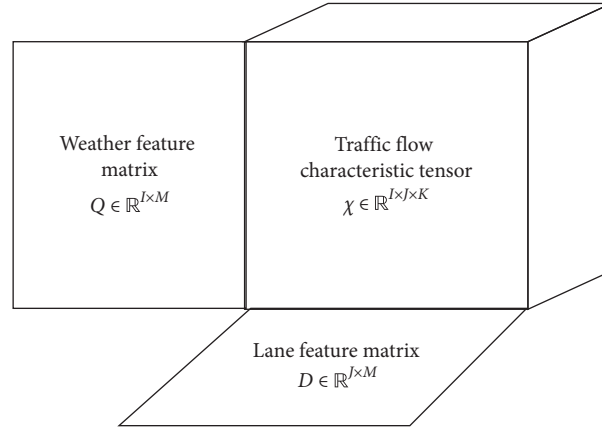 Weather feature
matrix
Q ∈ ℝ^{I×M}
Traffic flow
characteristic tensor
χ ∈ ℝ^{I×J×K}
Lane feature matrix
D ∈ ℝ^{J×M}